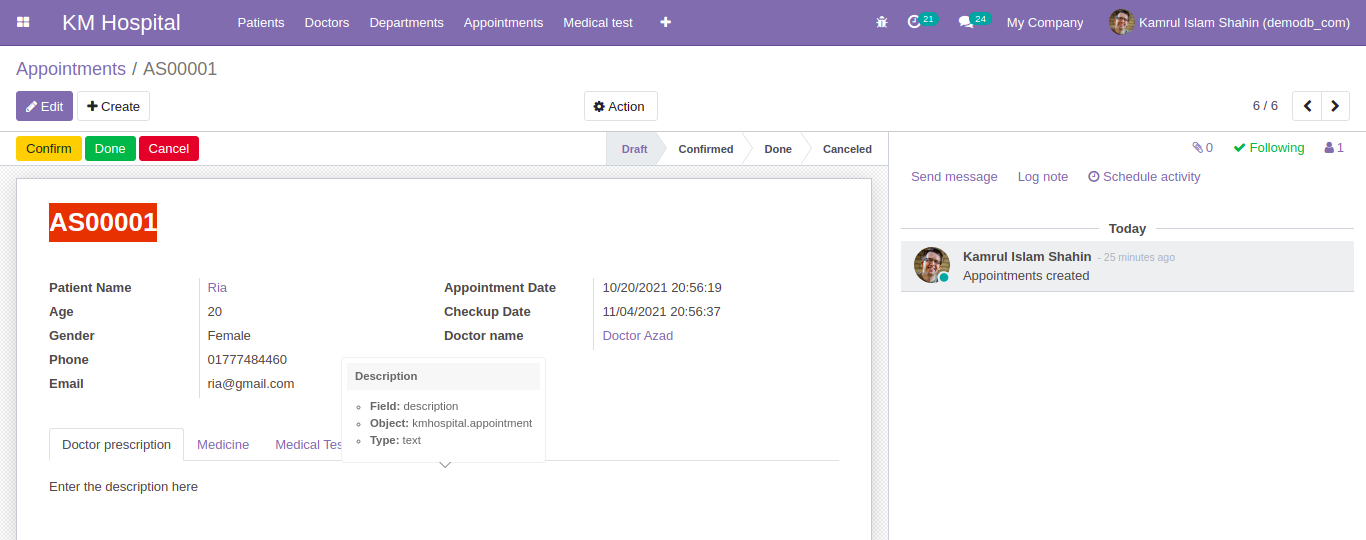 KM Hospital Patients Doctors Departments Appointments Medical test 21 24 My Company Kamrul Islam Shahin (demodb_com)
Appointments / AS00001
Edit Create Action 6 / 6
Confirm Done Cancel Draft Confirmed Done Canceled 0 Following 1
Send message Log note Schedule activity
AS00001
Today
Kamrul Islam Shahin - 25 minutes ago
Appointments created
Patient Name Ria Appointment Date 10/20/2021 20:56:19
Age 20 Checkup Date 11/04/2021 20:56:37
Gender Female Doctor name Doctor Azad
Phone 01777484460
Email ria@gmail.com
Description
Field: description
Object: kmhospital.appointment
Type: text
Doctor prescription Medicine Medical Tes
Enter the description here